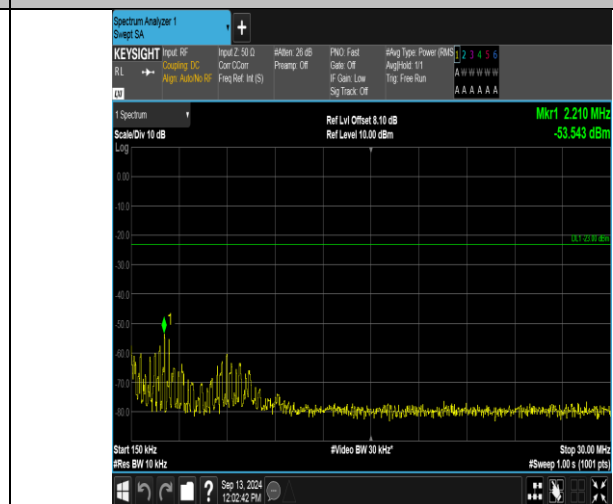 Spectrum Analyzer 1
Swept SA
+
KEYSIGHT Input: RF Input Z: 50 Ω #Atten: 26 dB PNO: Fast #Avg Type: Power (RMS 1 2 3 4 5 6
RL Coupling: DC Corr CCorr Preamp: Off Gate: Off Avg|Hold: 1/1 A W W W W W
Align: Auto/No RF Freq Ref: Int (S) IF Gain: Low Trig: Free Run
LXI Sig Track: Off A A A A A A
1 Spectrum Ref Lvl Offset 8.10 dB Mkr1 2.210 MHz
Scale/Div 10 dB Ref Level 10.00 dBm -53.543 dBm
Log
0.00
-10.0
-20.0
DL1 -23.00 dBm
-30.0
-40.0
-50.0
1
-60.0
-70.0
-80.0
Start 150 kHz #Video BW 30 kHz* Stop 30.00 MHz
#Res BW 10 kHz #Sweep 1.00 s (1001 pts)
? Sep 13, 2024
12:02:42 PM